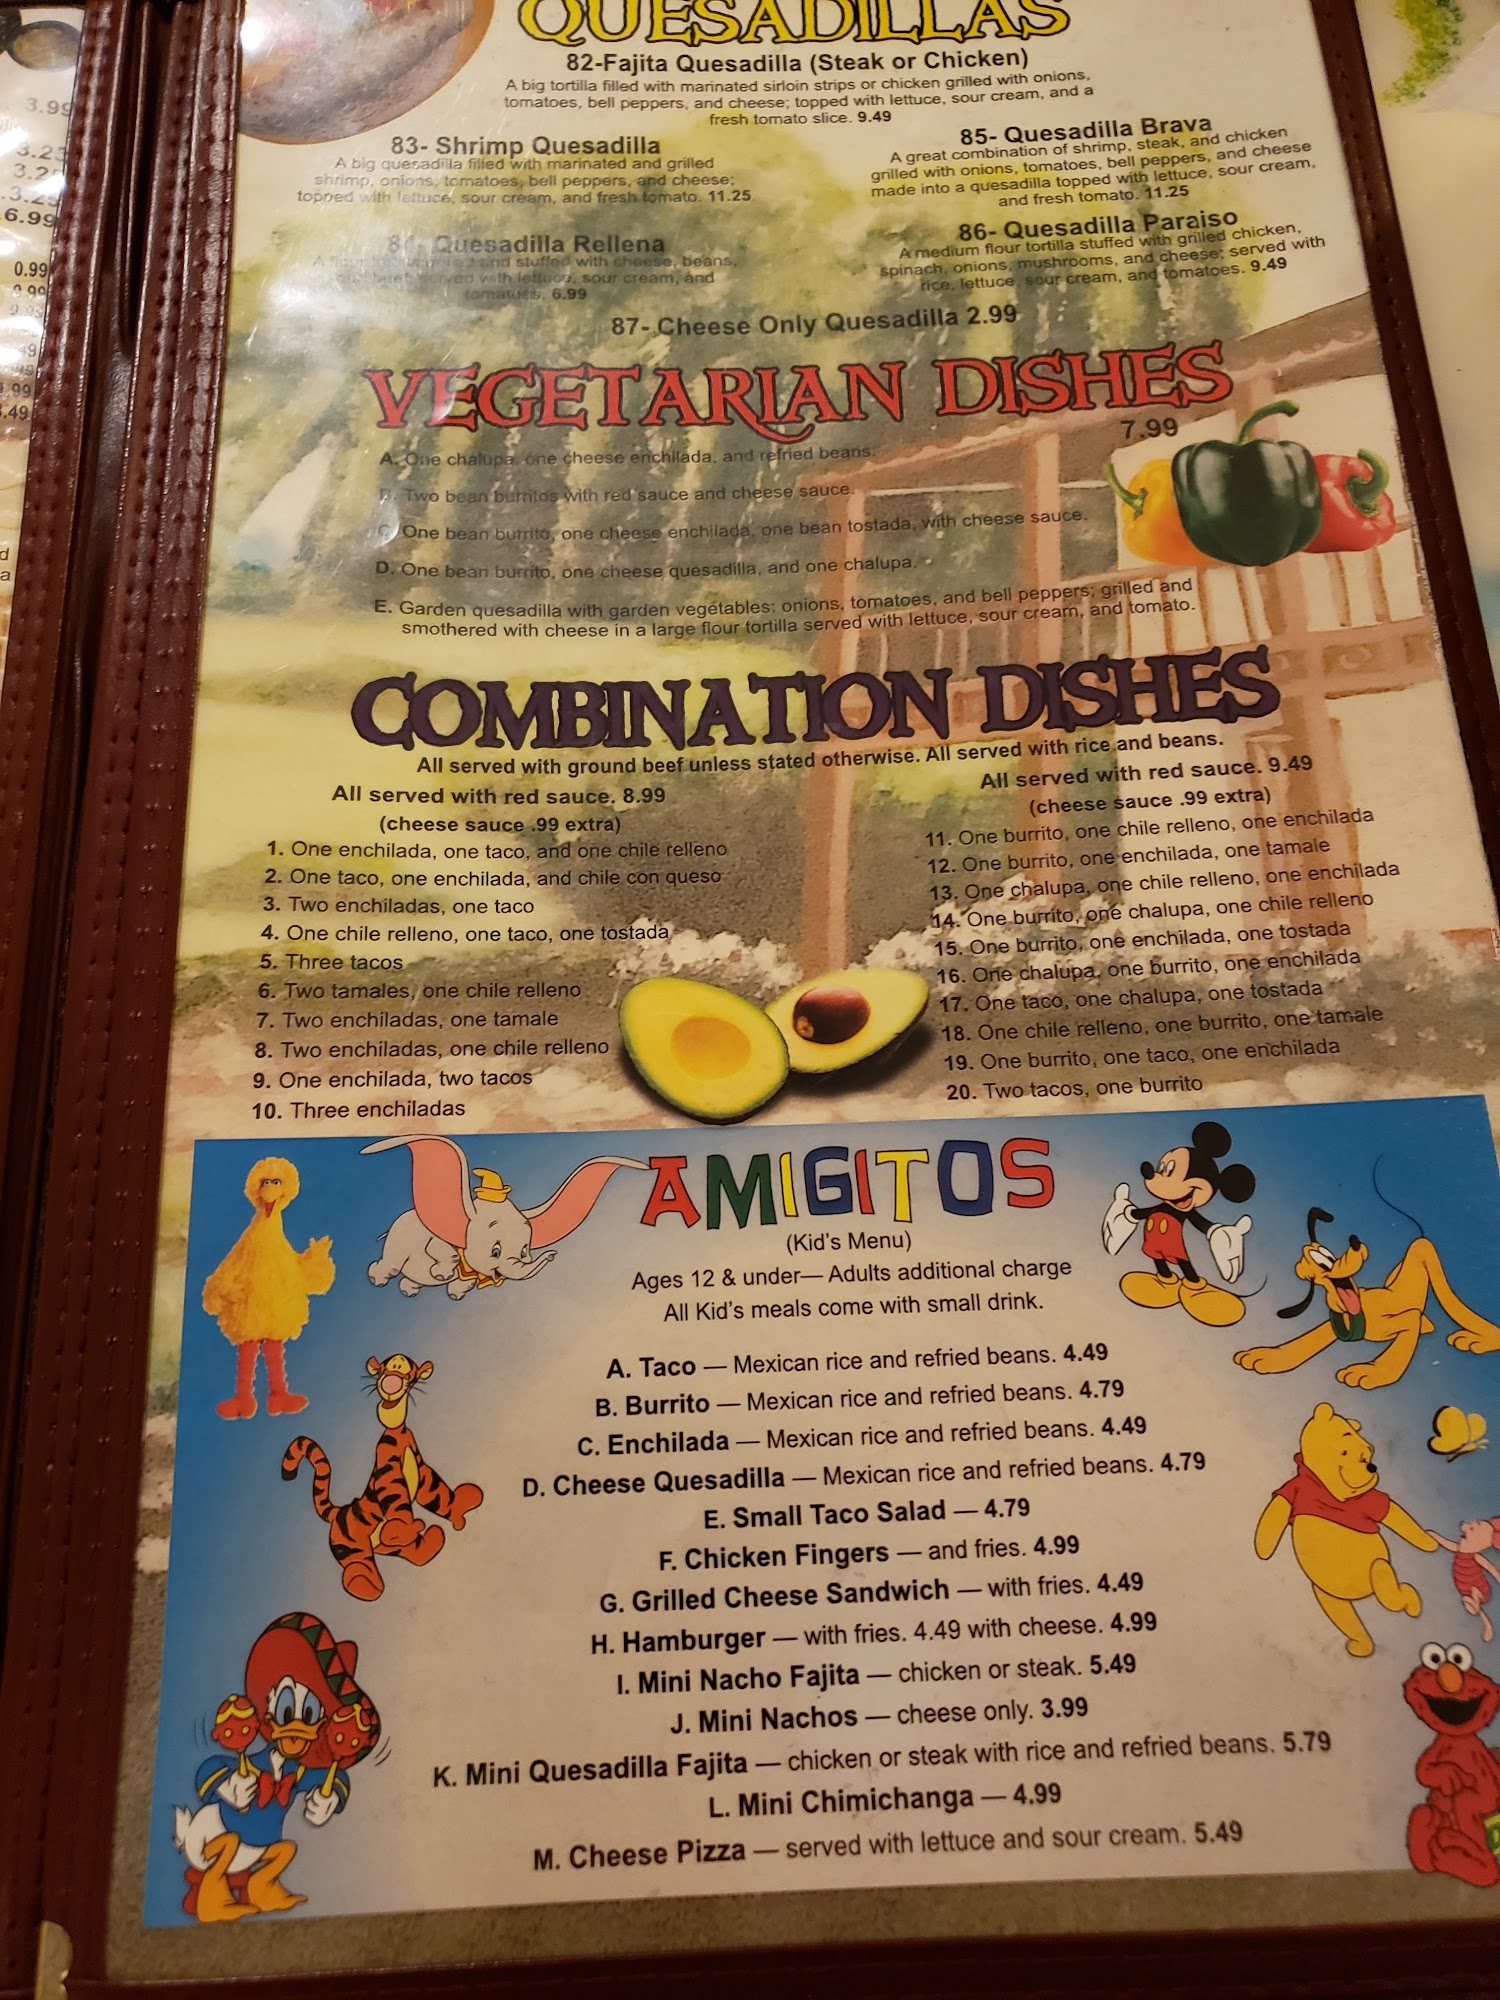 3.99
3.25
3.25
3.25
6.99
0.99
.99
.49
d
a
QUESADILLAS
82-Fajita Quesadilla (Steak or Chicken)
A big tortilla filled with marinated sirloin strips or chicken grilled with onions,
tomatoes, bell peppers, and cheese; topped with lettuce, sour cream, and a
fresh tomato slice. 9.49
83- Shrimp Quesadilla
A big quesadilla filled with marinated and grilled
shrimp, onions, tomatoes, bell peppers, and cheese;
topped with lettuce, sour cream, and fresh tomato. 11.25
84- Quesadilla Rellena
A flour and stuffed with cheese, beans,
beef served with lettuce, sour cream, and
tomatoes. 6.99
85- Quesadilla Brava
A great combination of shrimp, steak, and chicken
grilled with onions, tomatoes, bell peppers, and cheese
made into a quesadilla topped with lettuce, sour cream,
and fresh tomato. 11.25
86- Quesadilla Paraiso
A medium flour tortilla stuffed with grilled chicken,
spinach, onions, mushrooms, and cheese; served with
rice, lettuce, sour cream, and tomatoes. 9.49
87- Cheese Only Quesadilla 2.99
VEGETARIAN DISHES
7.99
A. One chalupa, one cheese enchilada, and refried beans.
B. Two bean burritos with red sauce and cheese sauce.
C. One bean burrito, one cheese enchilada, one bean tostada, with cheese sauce.
D. One bean burrito, one cheese quesadilla, and one chalupa.
E. Garden quesadilla with garden vegetables: onions, tomatoes, and bell peppers; grilled and
smothered with cheese in a large flour tortilla served with lettuce, sour cream, and tomato.
COMBINATION DISHES
All served with ground beef unless stated otherwise. All served with rice and beans.
All served with red sauce. 8.99
(cheese sauce .99 extra)
1. One enchilada, one taco, and one chile relleno
2. One taco, one enchilada, and chile con queso
3. Two enchiladas, one taco
4. One chile relleno, one taco, one tostada
5. Three tacos
6. Two tamales, one chile relleno
7. Two enchiladas, one tamale
8. Two enchiladas, one chile relleno
9. One enchilada, two tacos
10. Three enchiladas
All served with red sauce. 9.49
(cheese sauce .99 extra)
11. One burrito, one chile relleno, one enchilada
12. One burrito, one enchilada, one tamale
13. One chalupa, one chile relleno, one enchilada
14. One burrito, one chalupa, one chile relleno
15. One burrito, one enchilada, one tostada
16. One chalupa, one burrito, one enchilada
17. One taco, one chalupa, one tostada
18. One chile relleno, one burrito, one tamale
19. One burrito, one taco, one enchilada
20. Two tacos, one burrito
AMIGITOS
(Kid's Menu)
Ages 12 & under— Adults additional charge
All Kid's meals come with small drink.
A. Taco — Mexican rice and refried beans. 4.49
B. Burrito — Mexican rice and refried beans. 4.79
C. Enchilada — Mexican rice and refried beans. 4.49
D. Cheese Quesadilla — Mexican rice and refried beans. 4.79
E. Small Taco Salad — 4.79
F. Chicken Fingers — and fries. 4.99
G. Grilled Cheese Sandwich — with fries. 4.49
H. Hamburger — with fries. 4.49 with cheese. 4.99
I. Mini Nacho Fajita — chicken or steak. 5.49
J. Mini Nachos — cheese only. 3.99
K. Mini Quesadilla Fajita — chicken or steak with rice and refried beans. 5.79
L. Mini Chimichanga — 4.99
M. Cheese Pizza — served with lettuce and sour cream. 5.49